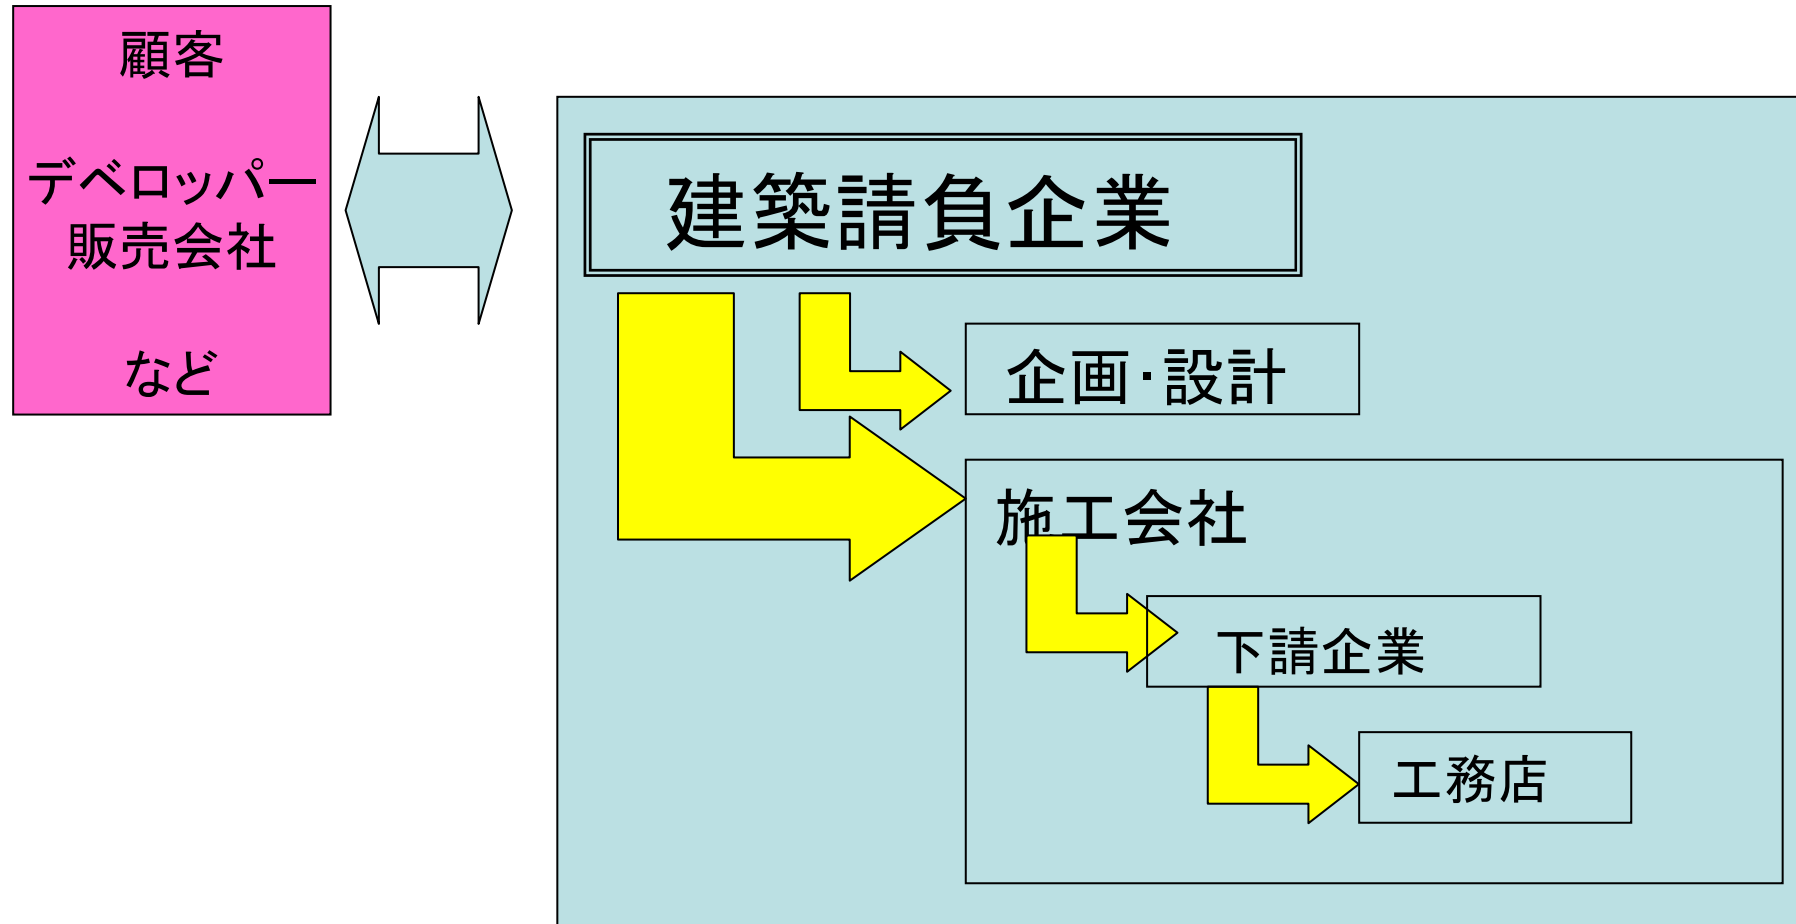 顧客
デベロッパー
販売会社
など
建築請負企業
企画・設計
施工会社
下請企業
工務店